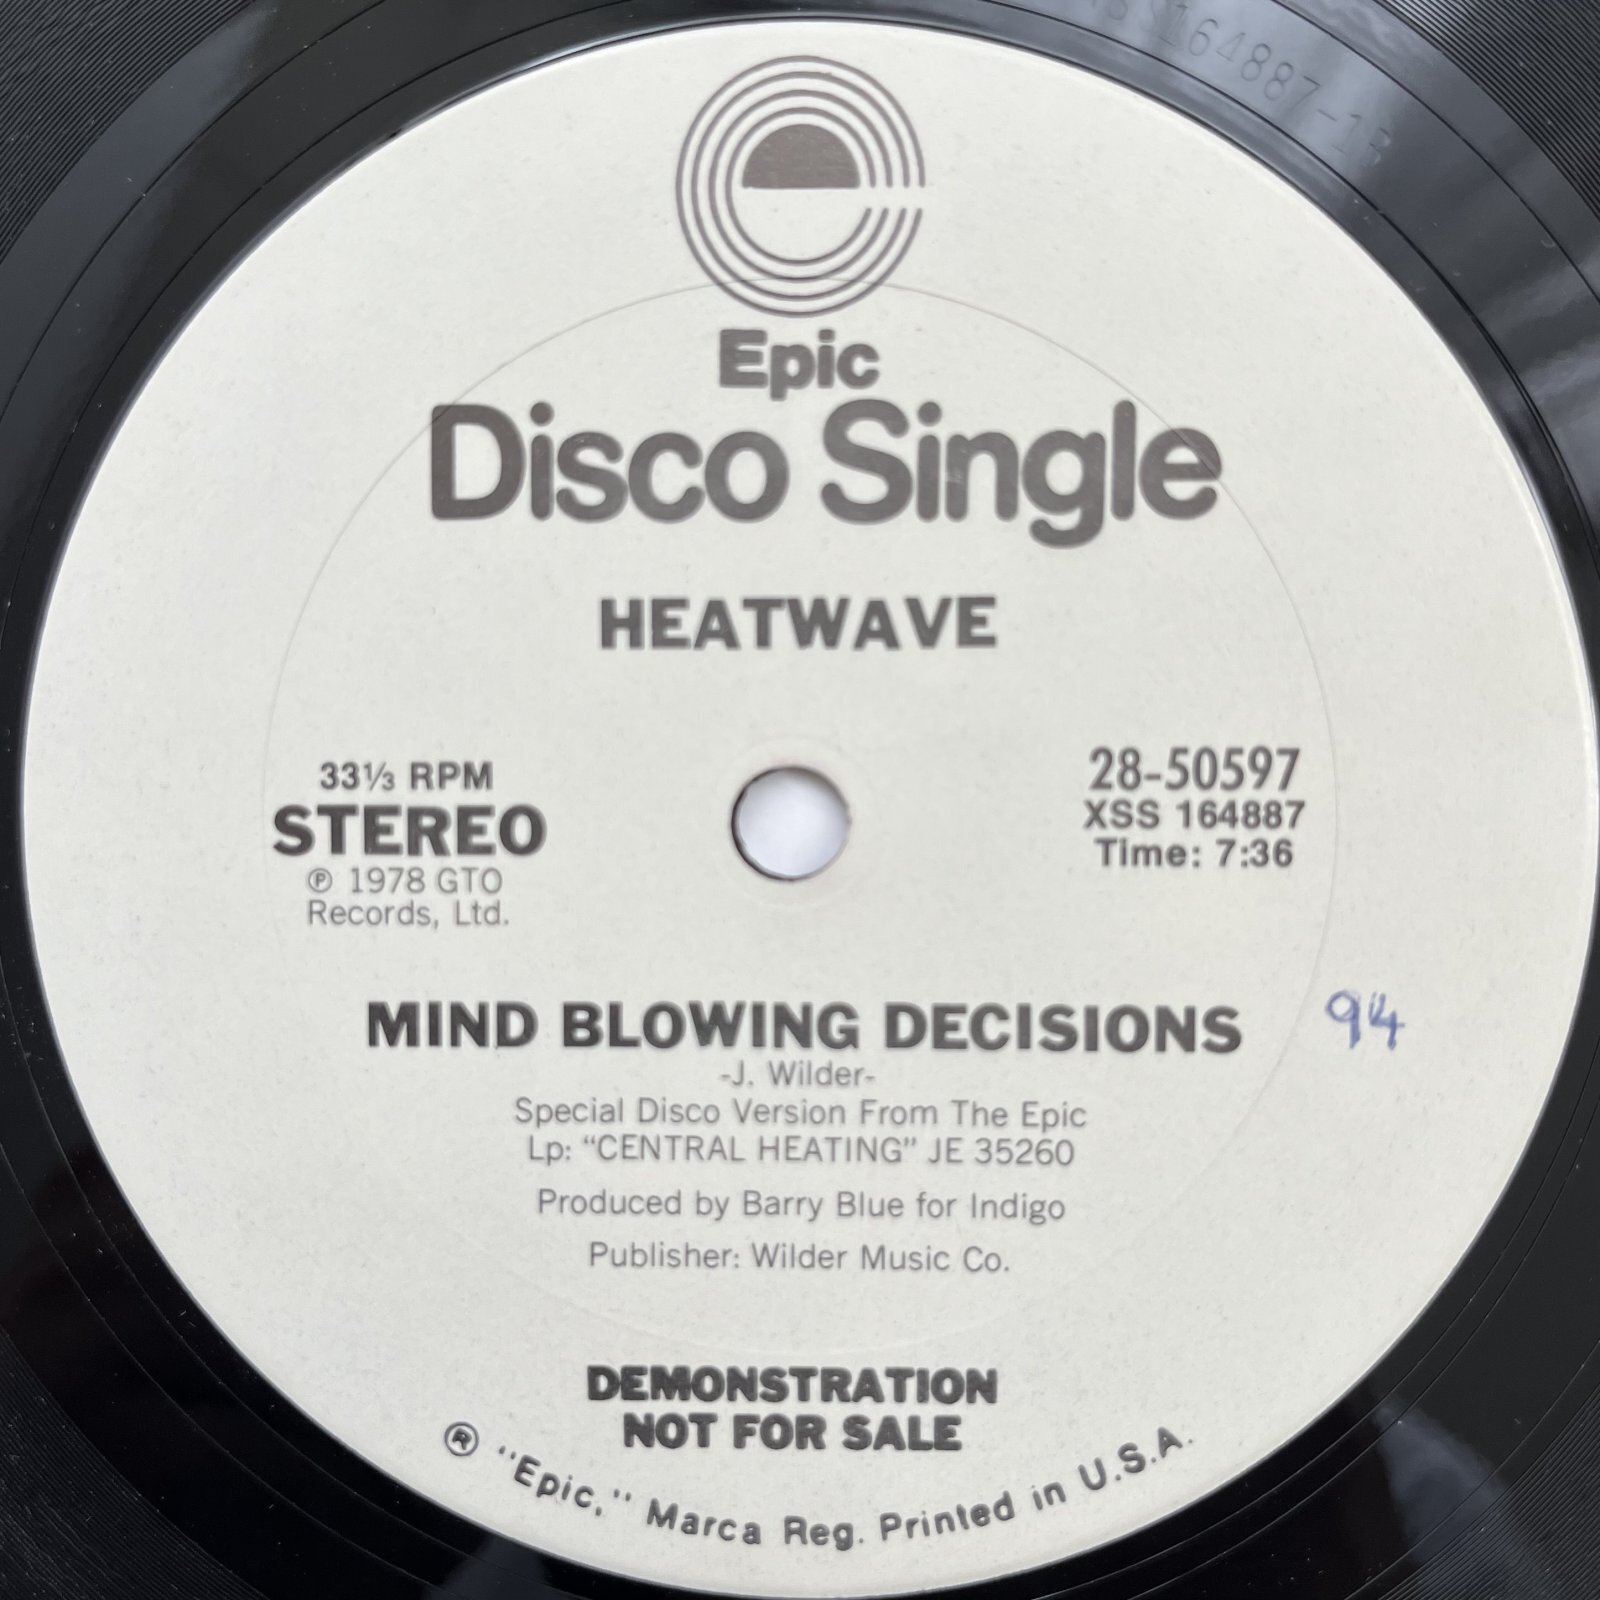 164887-1B
Epic
Disco Single
HEATWAVE
33⅓ RPM
STEREO
℗ 1978 GTO
Records, Ltd.
28-50597
XSS 164887
Time: 7:36
MIND BLOWING DECISIONS
94
-J. Wilder-
Special Disco Version From The Epic
Lp: “CENTRAL HEATING” JE 35260
Produced by Barry Blue for Indigo
Publisher: Wilder Music Co.
DEMONSTRATION
NOT FOR SALE
® "Epic," Marca Reg. Printed in U.S.A.